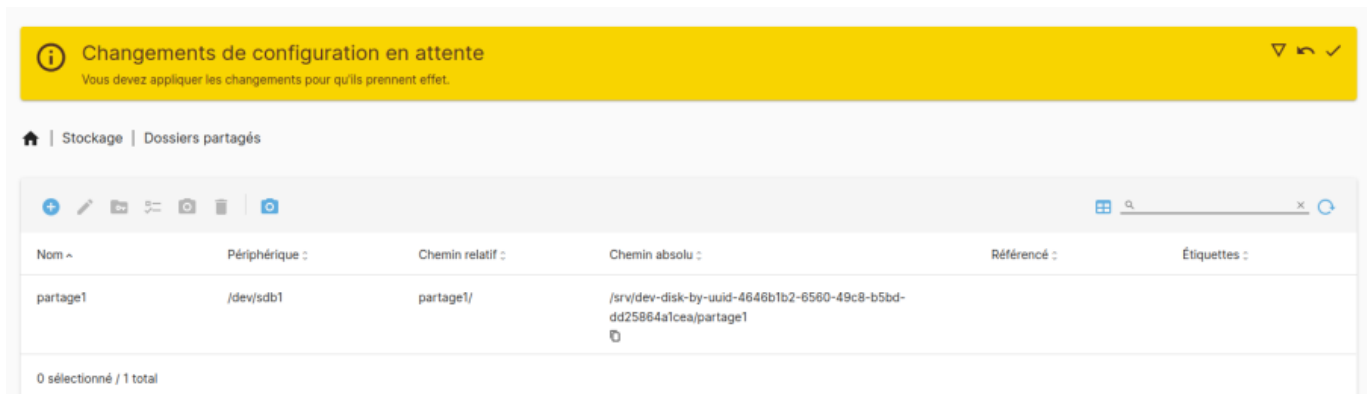 Changements de configuration en attente
Vous devez appliquer les changements pour qu'ils prennent effet.
| Stockage | Dossiers partagés
Nom Périphérique Chemin relatif Chemin absolu Référencé Étiquettes
partage1 /dev/sdb1 partage1/ /srv/dev-disk-by-uuid-4646b1b2-6560-49c8-b5bd-
dd25864a1cea/partage1
0 sélectionné / 1 total